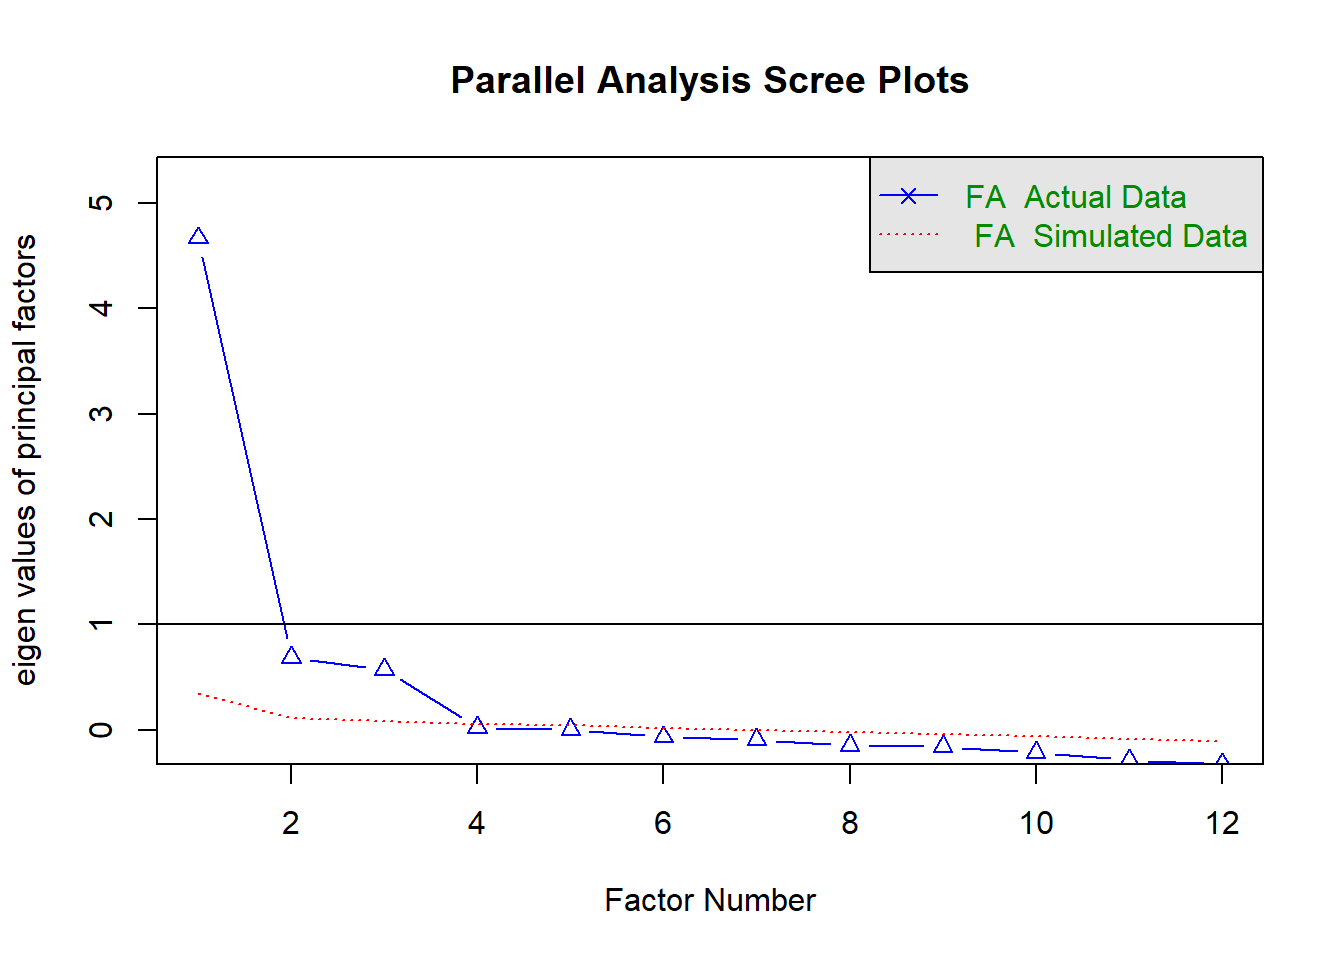 Parallel Analysis Scree Plots
FA Actual Data
FA Simulated Data
eigen values of principal factors
5
4
3
2
1
0
2 4 6 8 10 12
Factor Number